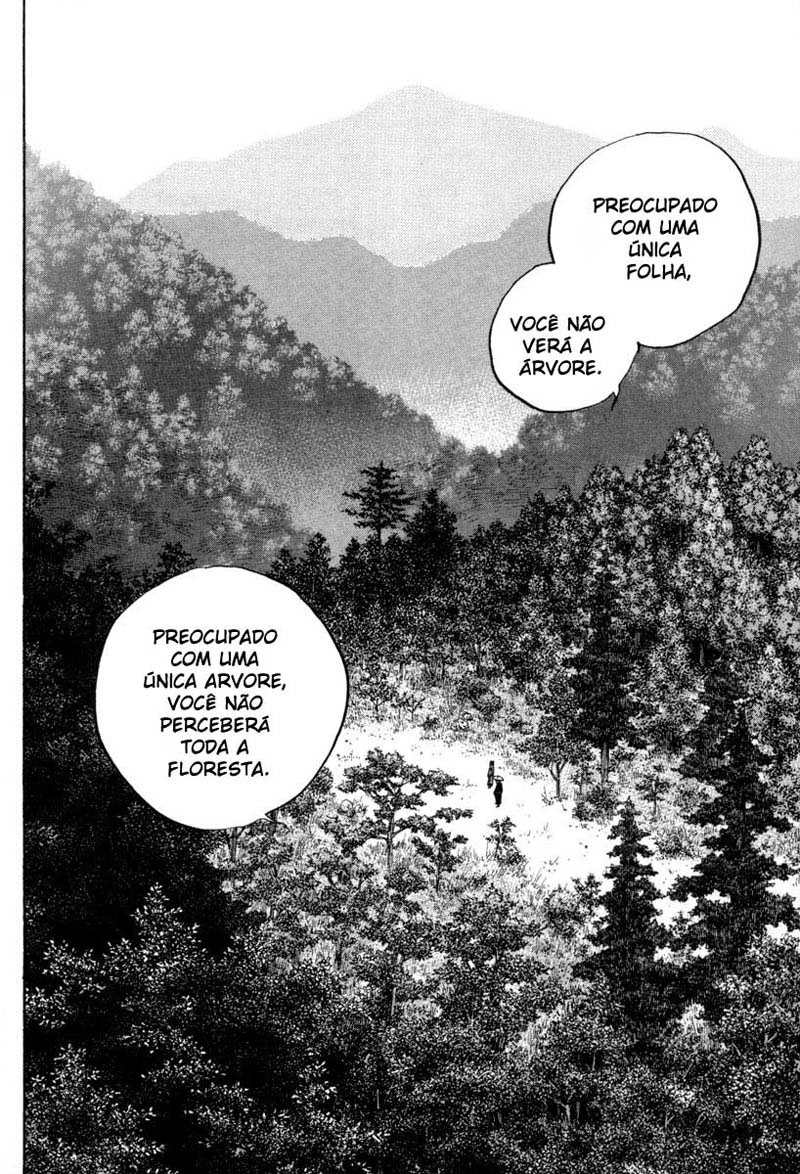 PREOCUPADO
COM UMA
ÚNICA
FOLHA,
VOCÊ NÃO
VERÁ A
ÁRVORE.
PREOCUPADO
COM UMA
ÚNICA ARVORE,
VOCÊ NÃO
PERCEBERÁ
TODA A
FLORESTA.